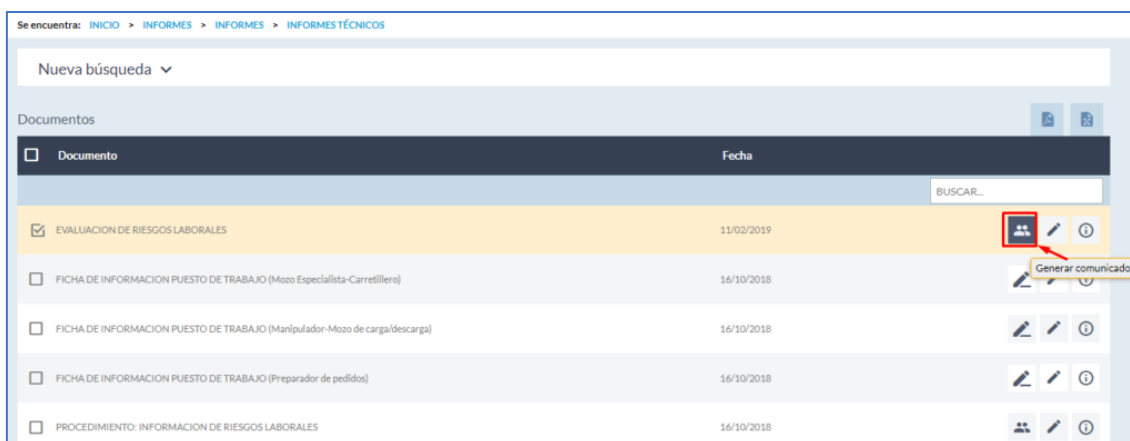 Se encuentra: INICIO > INFORMES > INFORMES > INFORMES TÉCNICOS
Nueva búsqueda
Documentos
Documento Fecha
BUSCAR...
EVALUACION DE RIESGOS LABORALES 11/02/2019
Generar comunicado
FICHA DE INFORMACION PUESTO DE TRABAJO (Mozo Especialista-Carretillero) 16/10/2018
FICHA DE INFORMACION PUESTO DE TRABAJO (Manipulador-Mozo de carga/descarga) 16/10/2018
FICHA DE INFORMACION PUESTO DE TRABAJO (Preparador de pedidos) 16/10/2018
PROCEDIMIENTO: INFORMACION DE RIESGOS LABORALES 16/10/2018